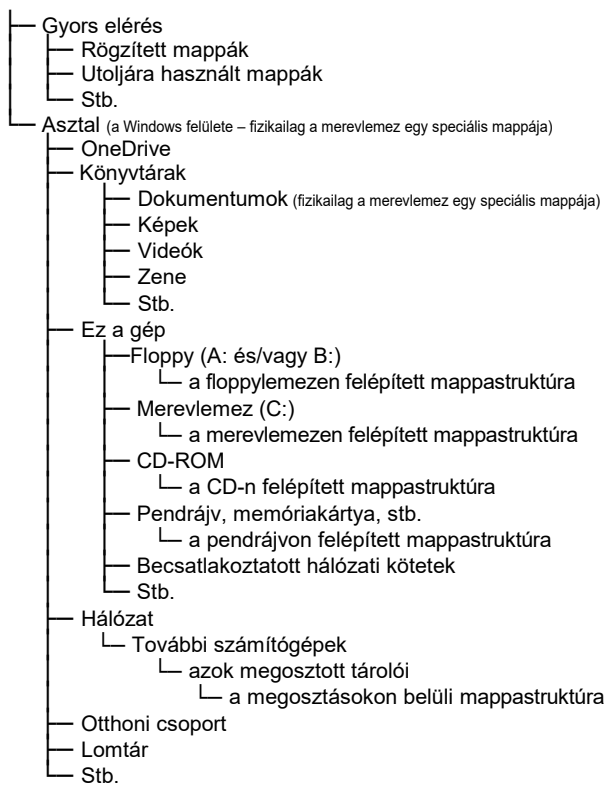 Gyors elérés
Rögzített mappák
Utoljára használt mappák
Stb.
Asztal (a Windows felülete – fizikailag a merevlemez egy speciális mappája)
OneDrive
Könyvtárak
Dokumentumok (fizikailag a merevlemez egy speciális mappája)
Képek
Videók
Zene
Stb.
Ez a gép
Floppy (A: és/vagy B:)
a floppylemezen felépített mappastruktúra
Merevlemez (C:)
a merevlemezen felépített mappastruktúra
CD-ROM
a CD-n felépített mappastruktúra
Pendrájv, memóriakártya, stb.
a pendrájvon felépített mappastruktúra
Becsatlakoztatott hálózati kötetek
Stb.
Hálózat
További számítógépek
azok megosztott tárolói
a megosztásokon belüli mappastruktúra
Otthoni csoport
Lomtár
Stb.